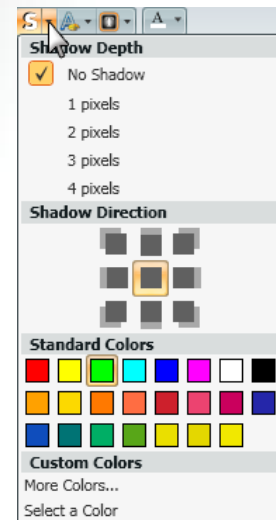 S A A
Shadow Depth
No Shadow
1 pixels
2 pixels
3 pixels
4 pixels
Shadow Direction
Standard Colors
Custom Colors
More Colors...
Select a Color